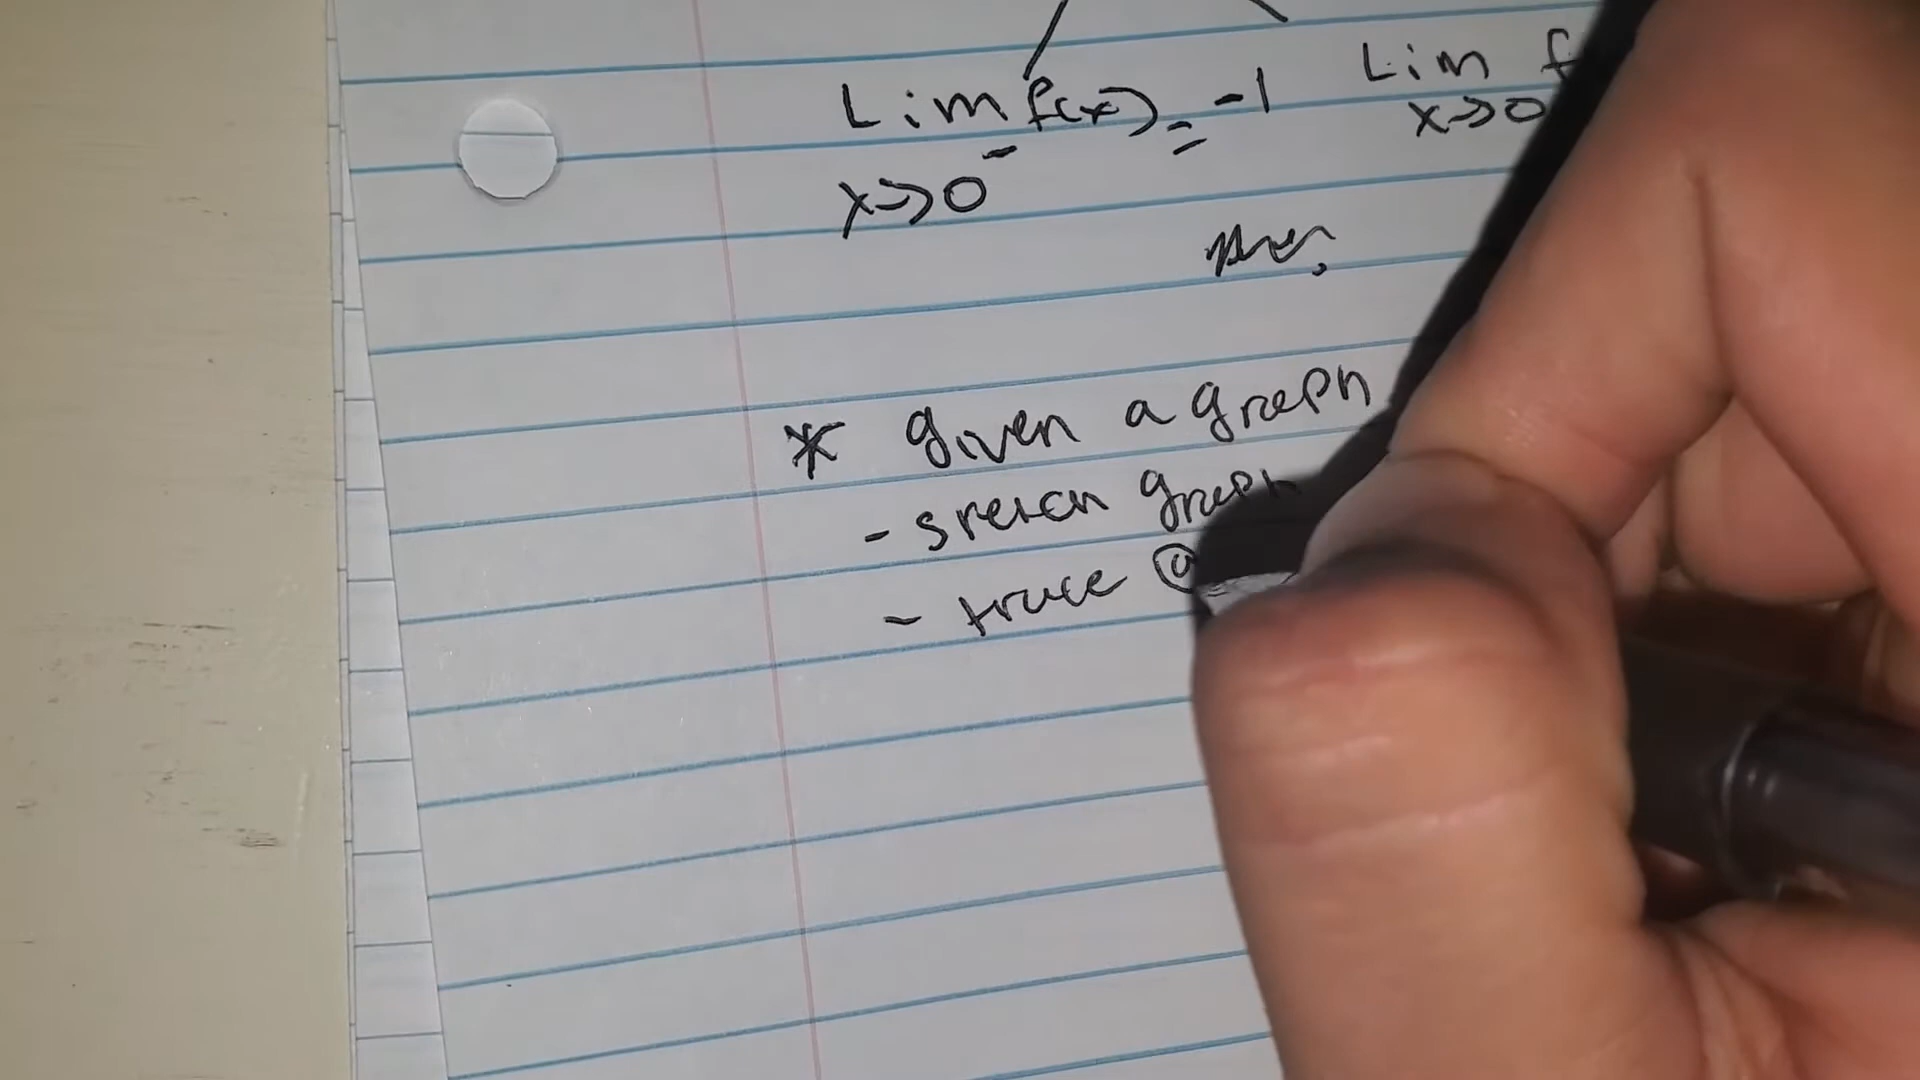 Lim f(x) = -1 Lim f
x→0⁻ x→0
* given a graph
- sketch graph
- trace @